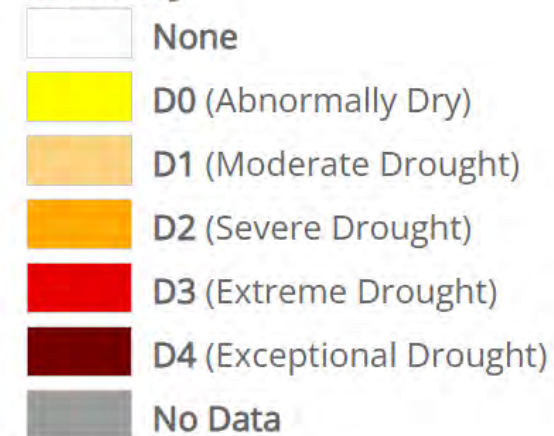 None
D0 (Abnormally Dry)
D1 (Moderate Drought)
D2 (Severe Drought)
D3 (Extreme Drought)
D4 (Exceptional Drought)
No Data